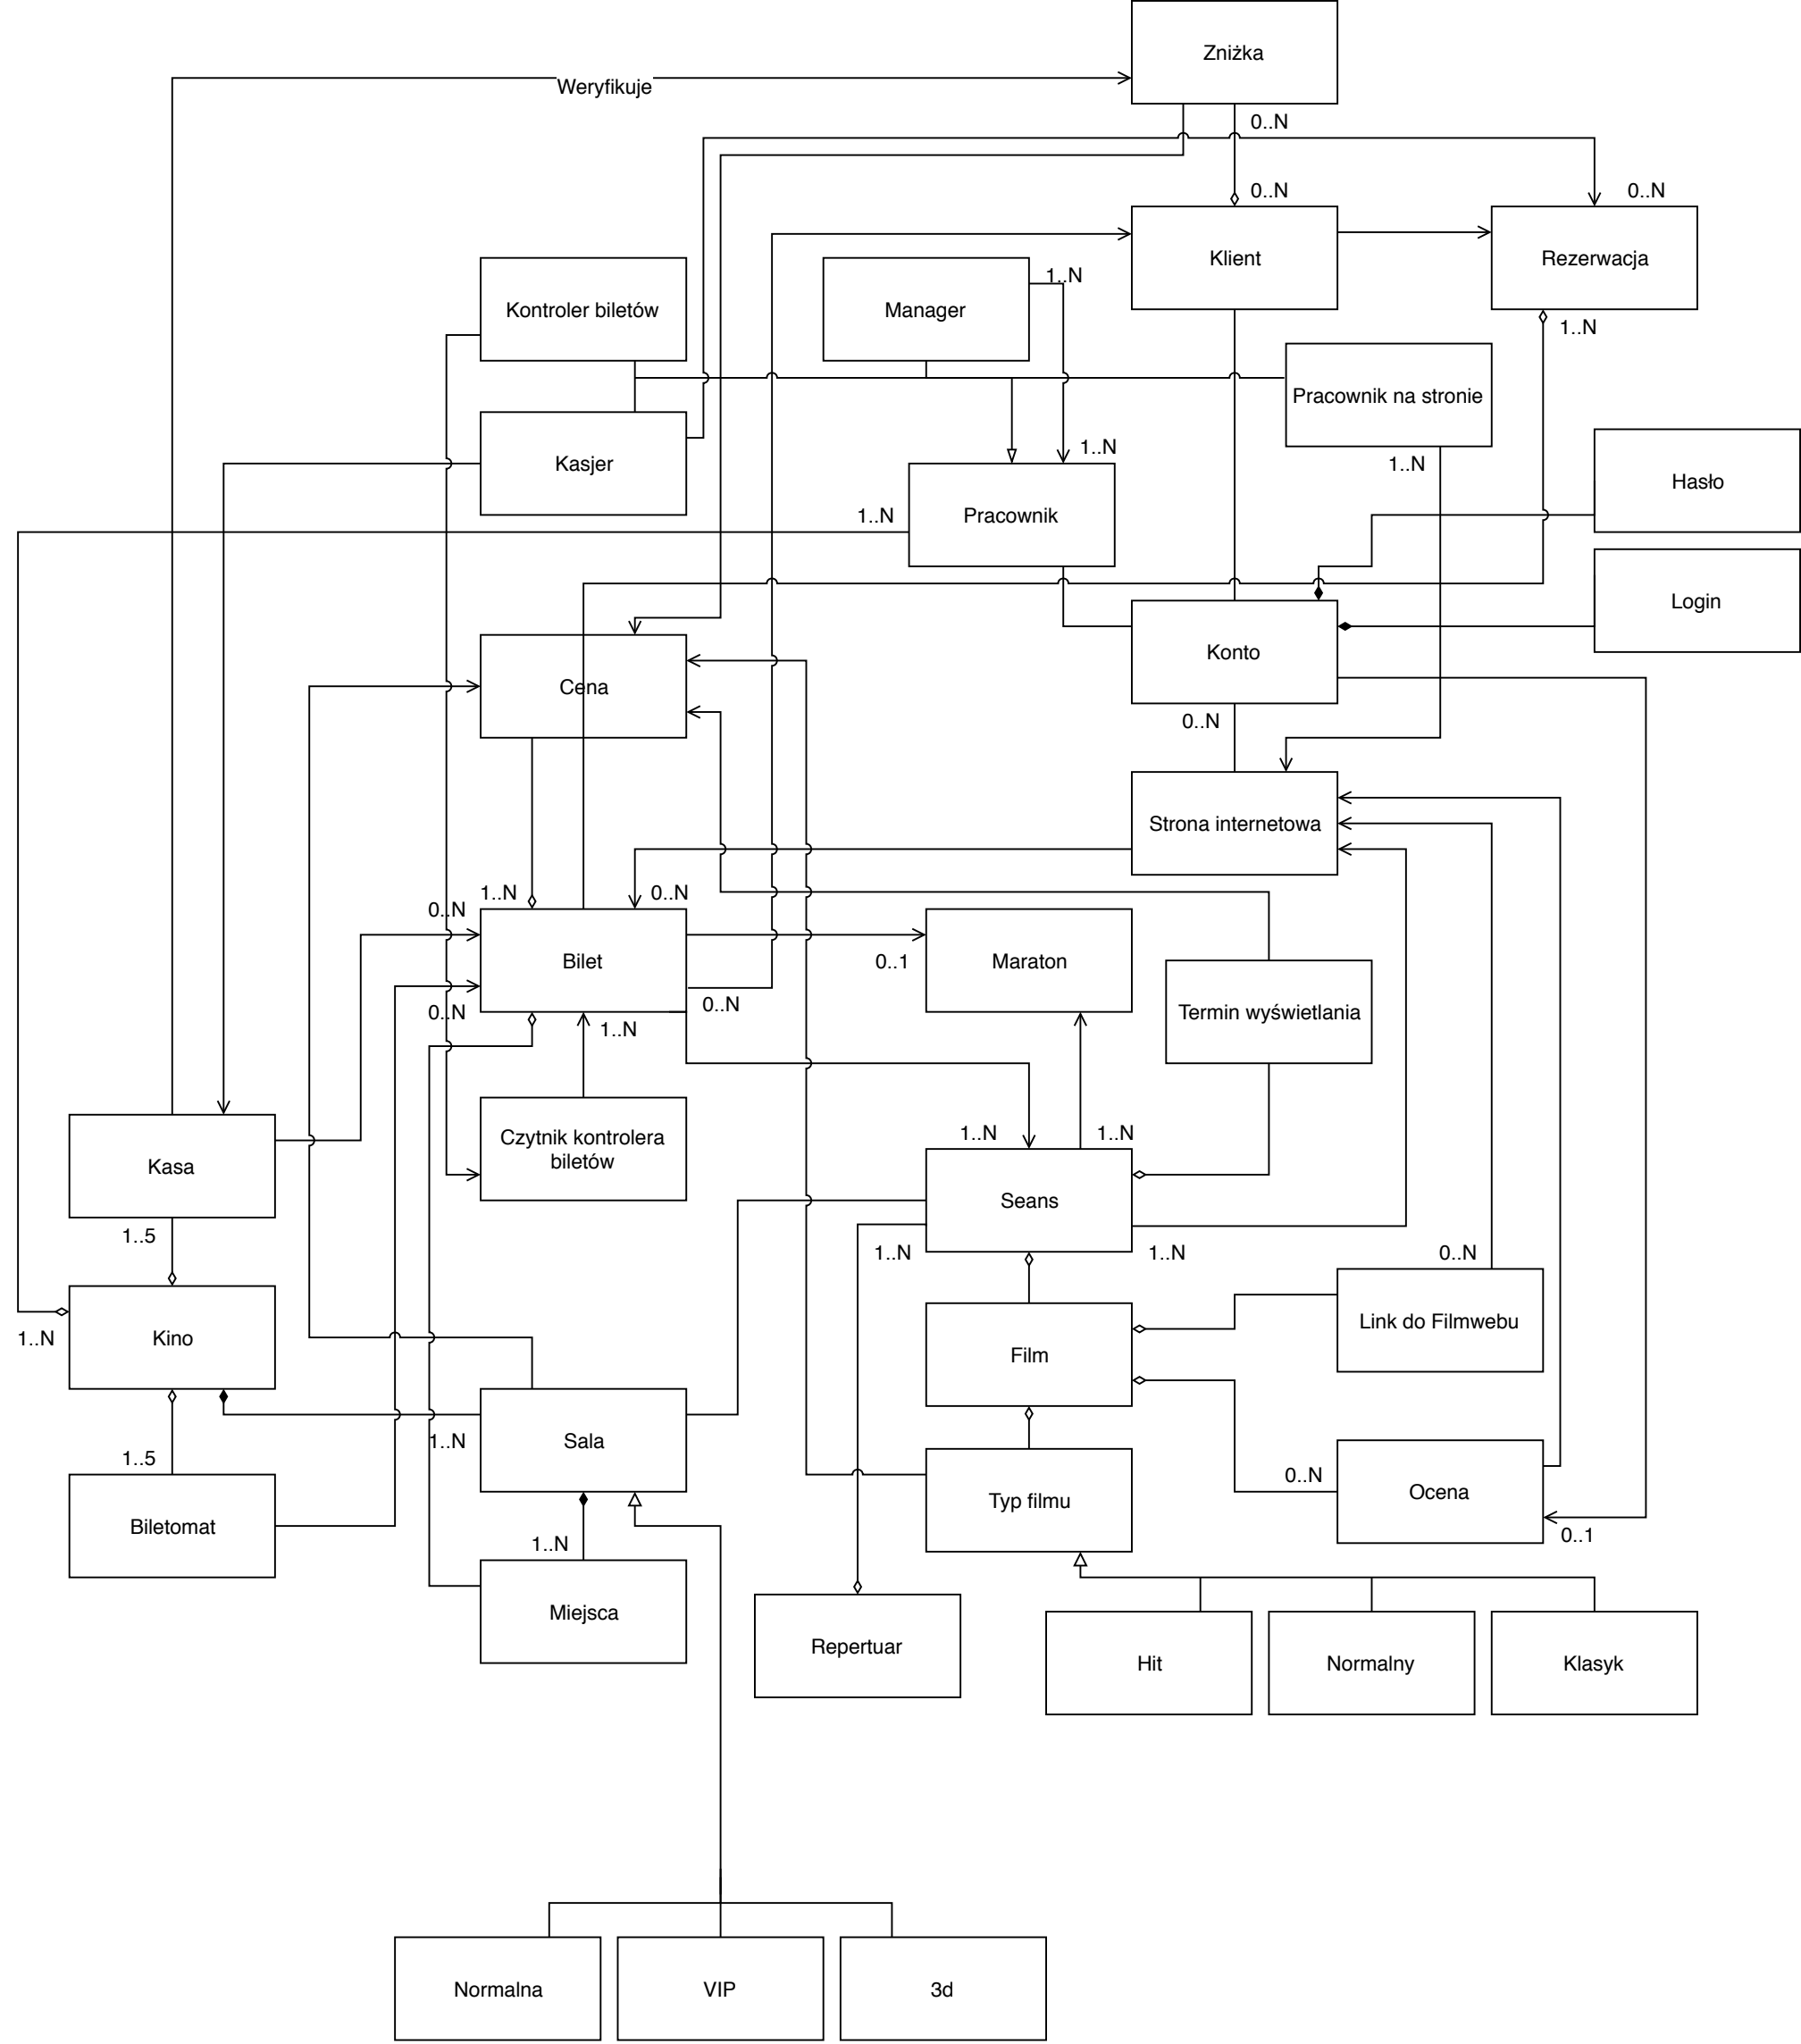 Zniżka
Weryfikuje
0..N
0..N
0..N
Klient
Rezerwacja
1..N
Kontroler biletów
Manager
1..N
Pracownik na stronie
Kasjer
1..N
1..N
Hasło
1..N
Pracownik
Login
Konto
Cena
0..N
Strona internetowa
1..N
0..N
0..N
Bilet
0..1
Maraton
0..N
0..N
1..N
Termin wyświetlania
Czytnik kontrolera
biletów
1..N
1..N
Kasa
Seans
1..5
1..N
1..N
0..N
Kino
1..N
Film
Link do Filmwebu
1..N
Sala
1..5
0..N
Ocena
Typ filmu
Biletomat
1..N
0..1
Miejsca
Repertuar
Hit
Normalny
Klasyk
Normalna
VIP
3d